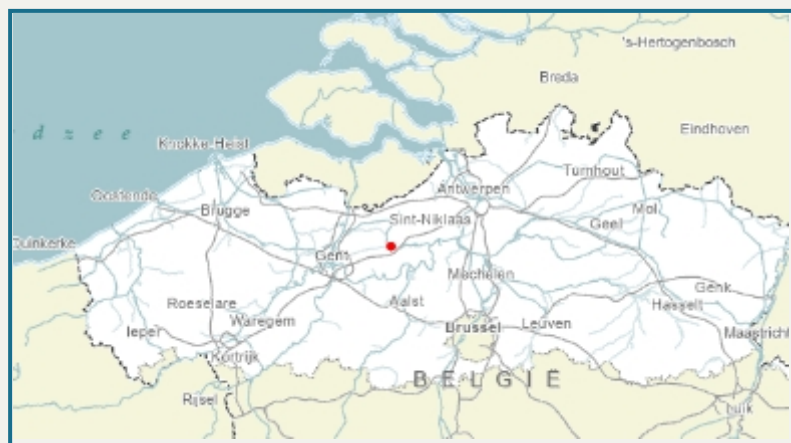 's-Hertogenbosch
Breda
d z e e
Eindhoven
Knokke-Heist
Turnhout
Oostende
Antwerpen
Mol
Brugge
Sint-Niklaas
Geel
Duinkerke
Gent
Mechelen
Genk
Roeselare
Aalst
Hasselt
Ieper
Waregem
Brussel
Leuven
Maastricht
Kortrijk
BELGIË
Rijsel
Luik